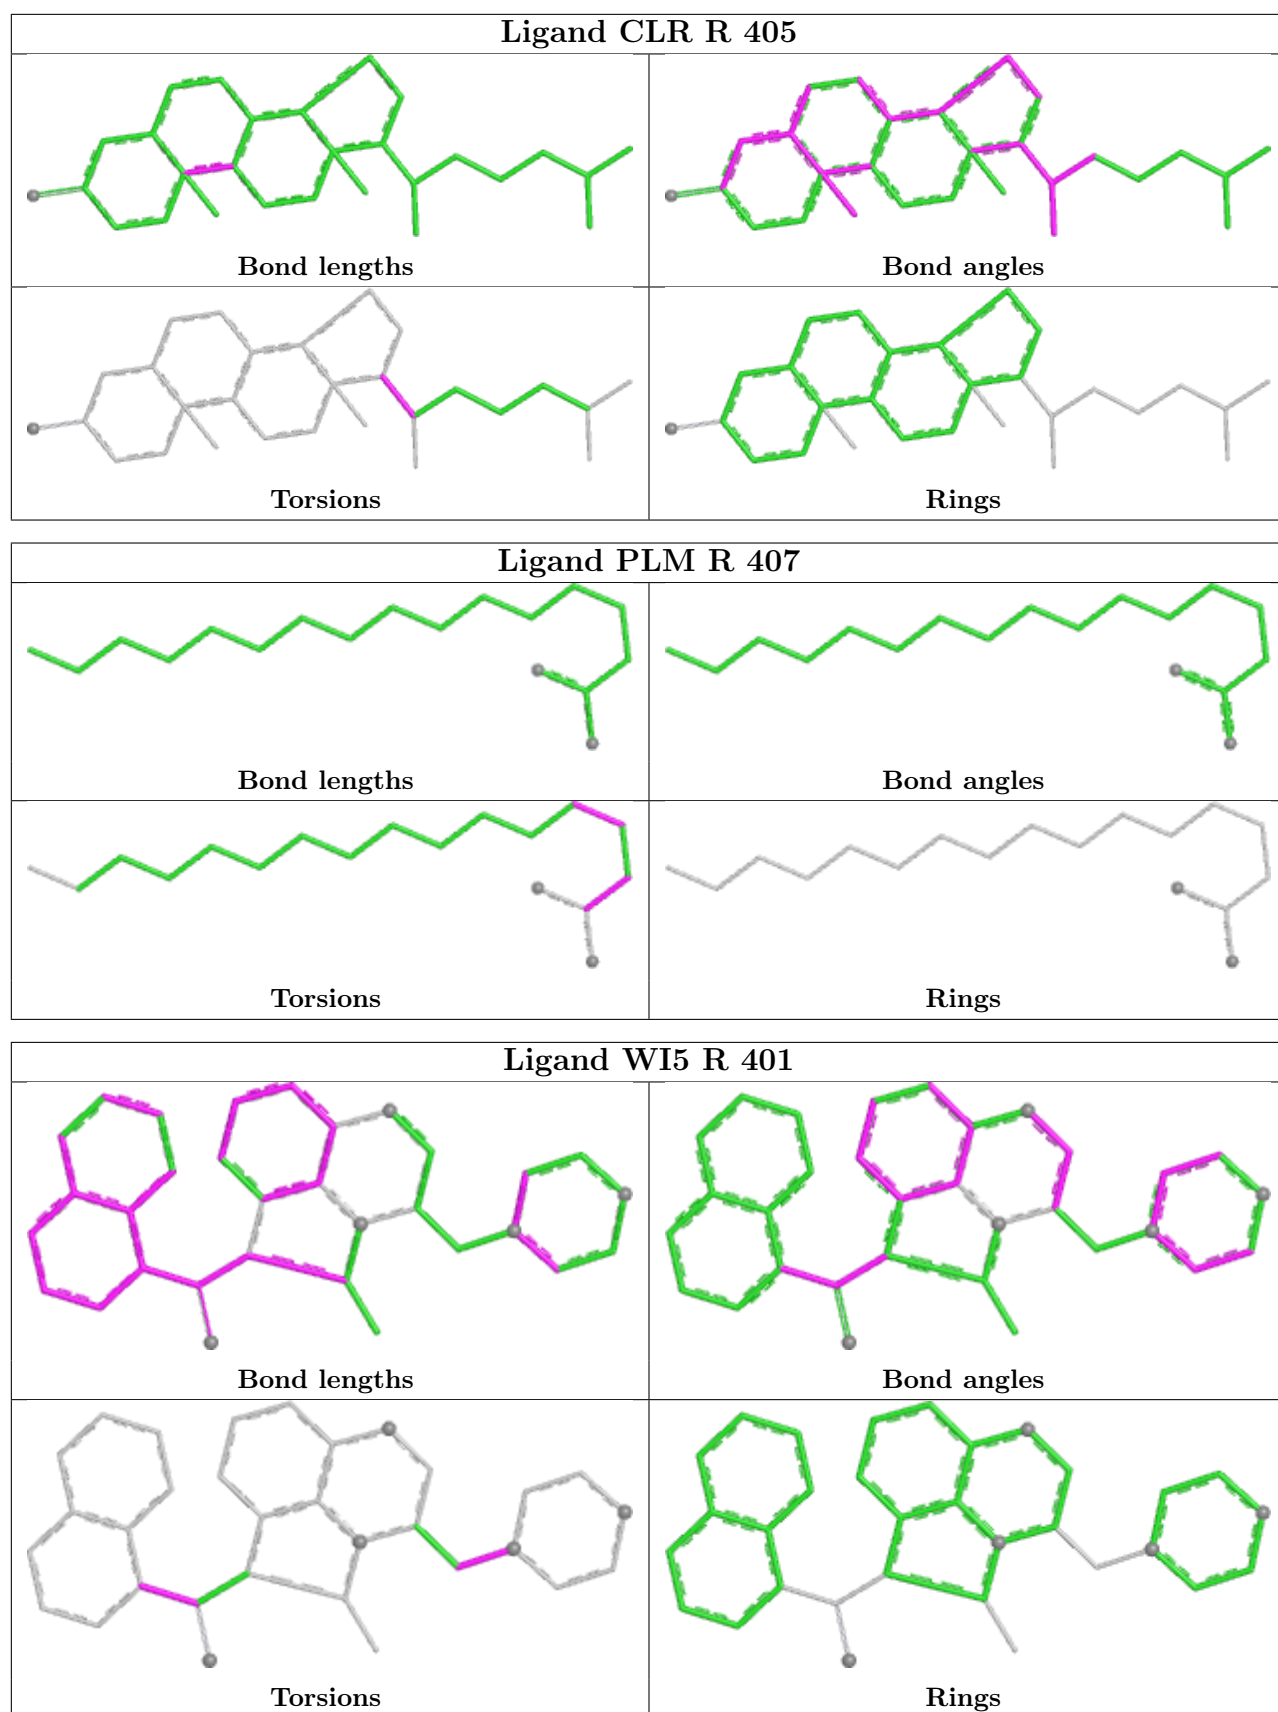 Ligand CLR R 405
Bond lengths
Bond angles
Torsions
Rings
Ligand PLM R 407
Bond lengths
Bond angles
Torsions
Rings
Ligand WI5 R 401
Bond lengths
Bond angles
Torsions
Rings